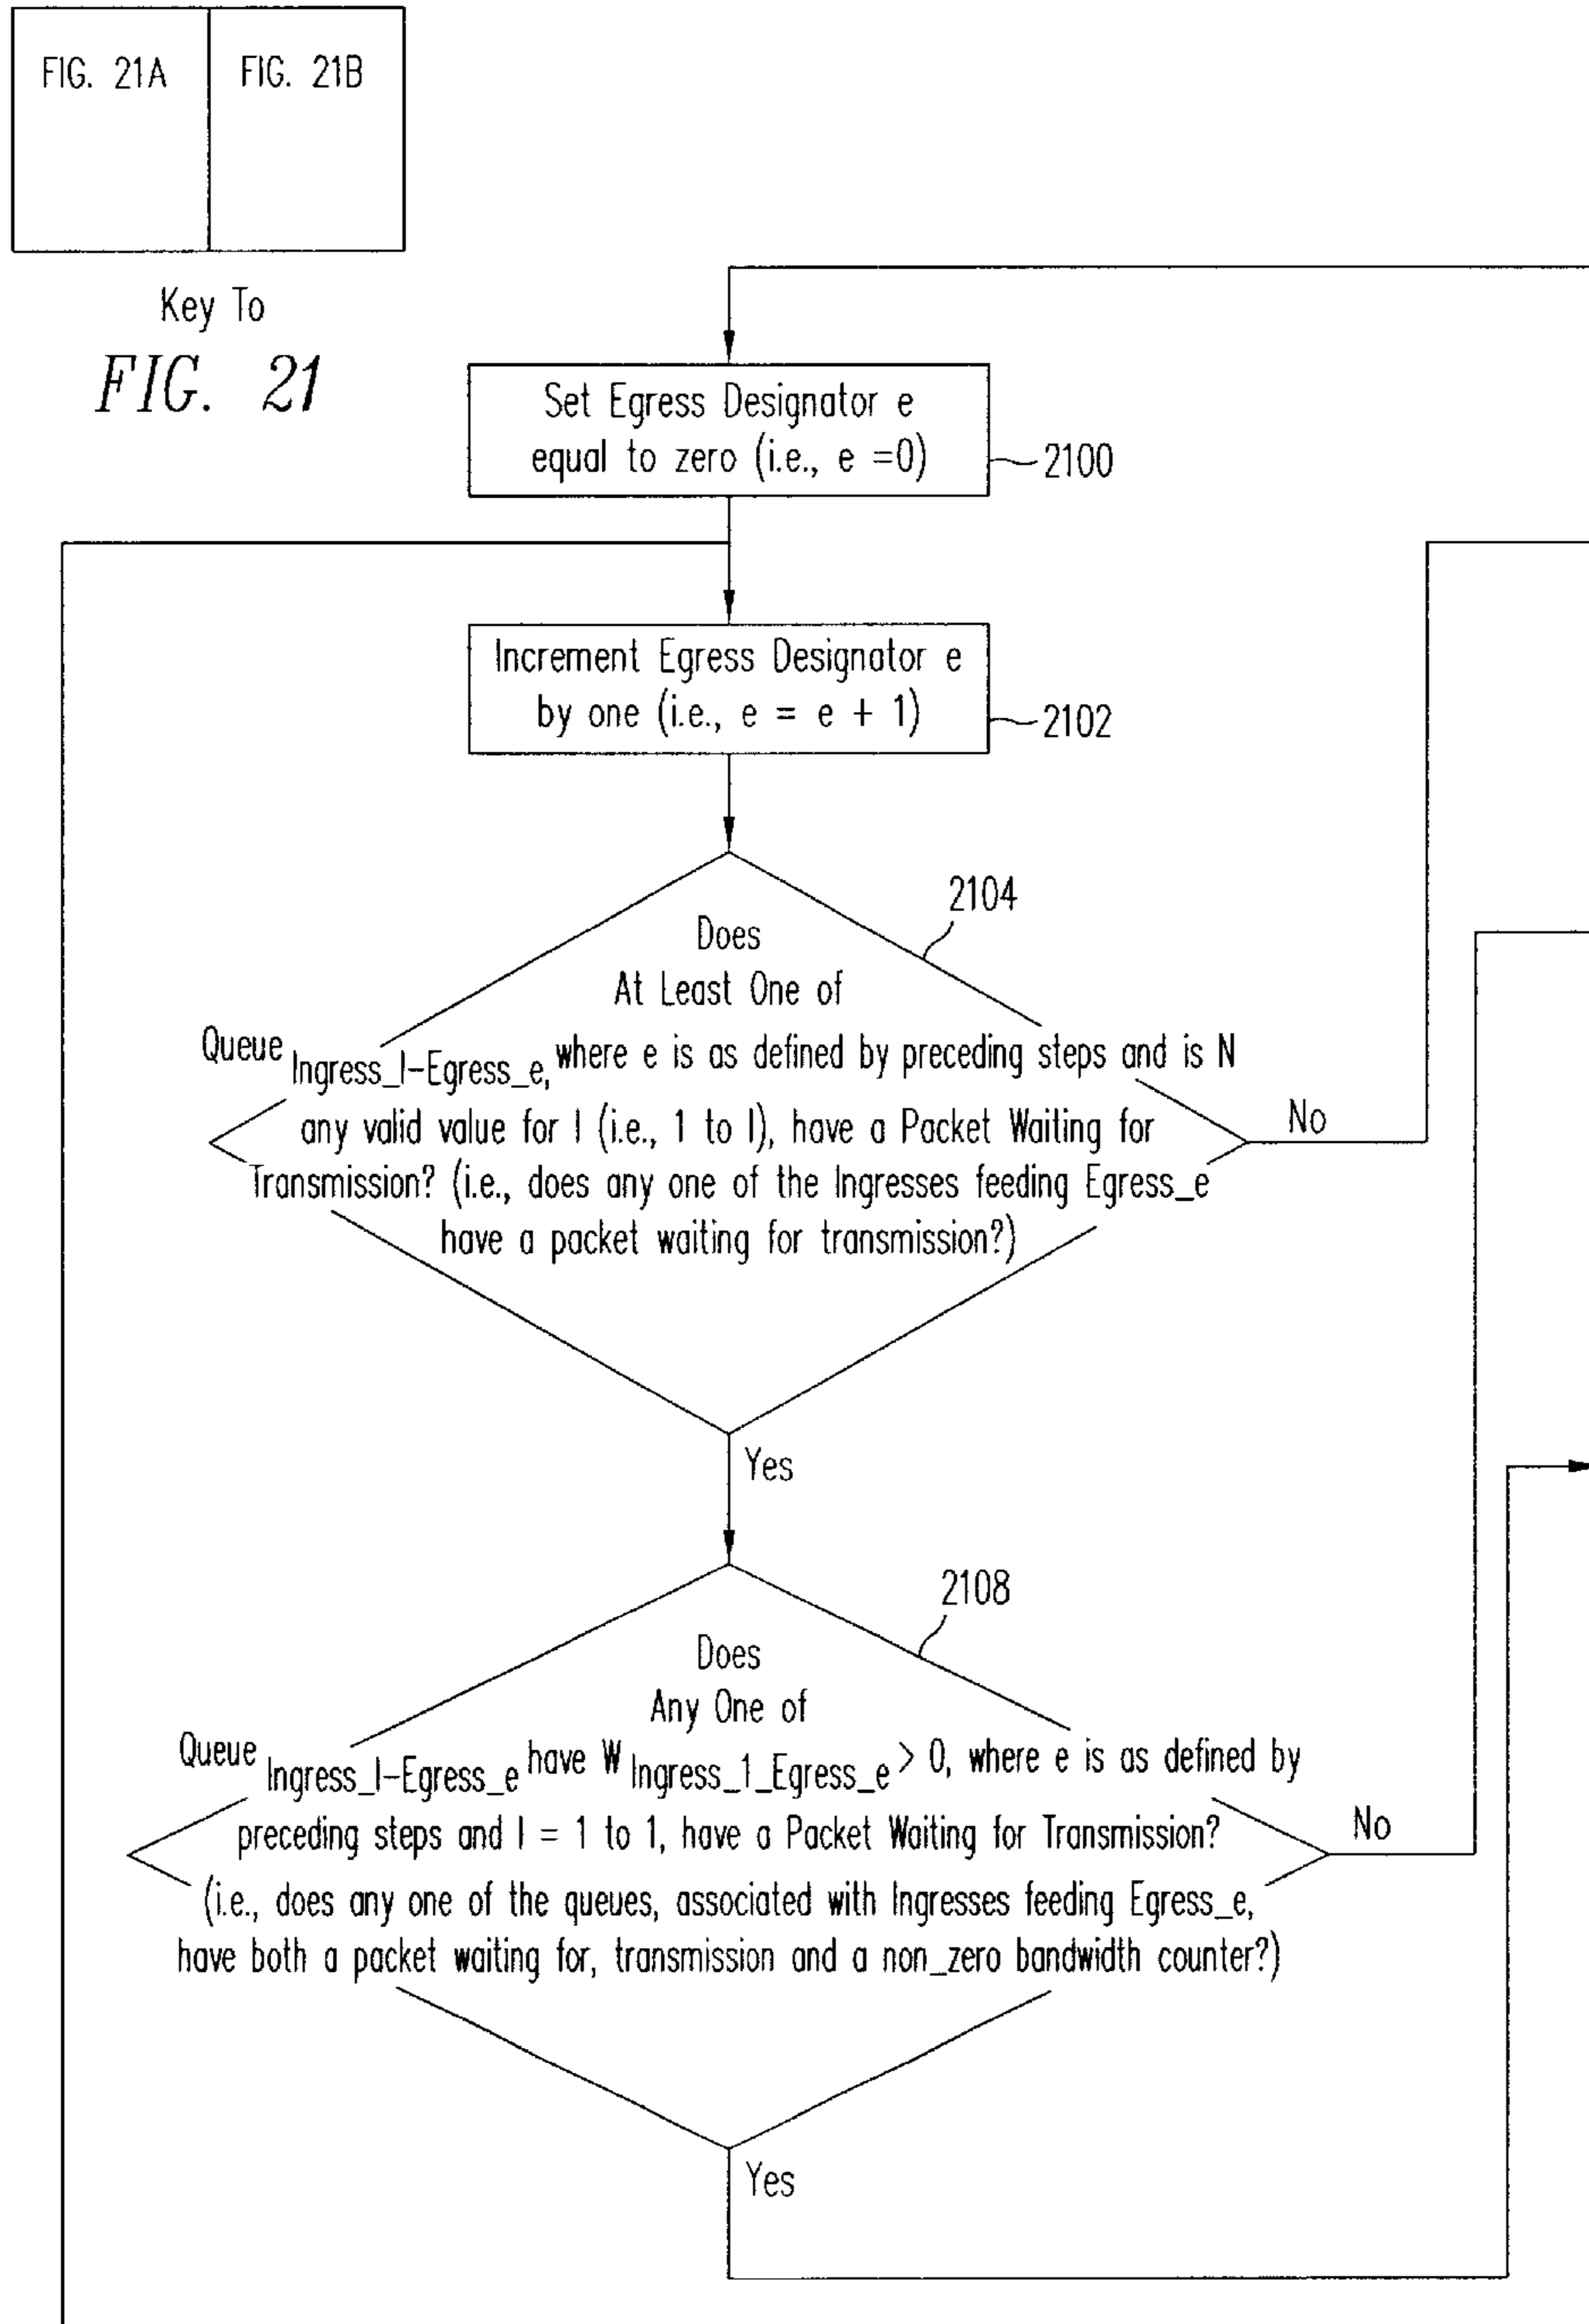 FIG. 21A
FIG. 21B
Key To
FIG. 21
Set Egress Designator e
equal to zero (i.e., e =0)
2100
Increment Egress Designator e
by one (i.e., e = e + 1)
2102
2104
Does
At Least One of
Queue Ingress_I-Egress_e, where e is as defined by preceding steps and is N
any valid value for I (i.e., 1 to I), have a Packet Waiting for
Transmission? (i.e., does any one of the Ingresses feeding Egress_e
have a packet waiting for transmission?)
No
Yes
2108
Does
Any One of
Queue Ingress_I-Egress_e have W Ingress_1_Egress_e > 0, where e is as defined by
preceding steps and I = 1 to 1, have a Packet Waiting for Transmission?
(i.e., does any one of the queues, associated with Ingresses feeding Egress_e,
have both a packet waiting for, transmission and a non_zero bandwidth counter?)
No
Yes